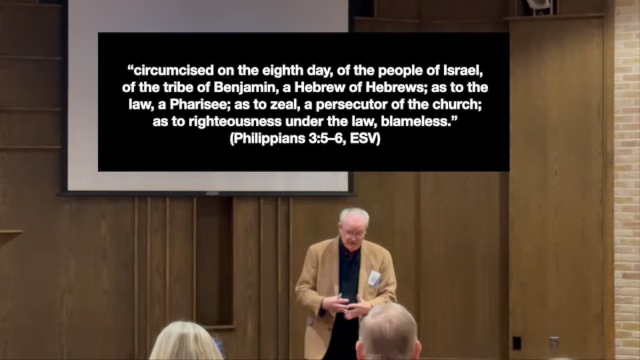 “circumcised on the eighth day, of the people of Israel,
of the tribe of Benjamin, a Hebrew of Hebrews; as to the
law, a Pharisee; as to zeal, a persecutor of the church;
as to righteousness under the law, blameless.”
(Philippians 3:5–6, ESV)